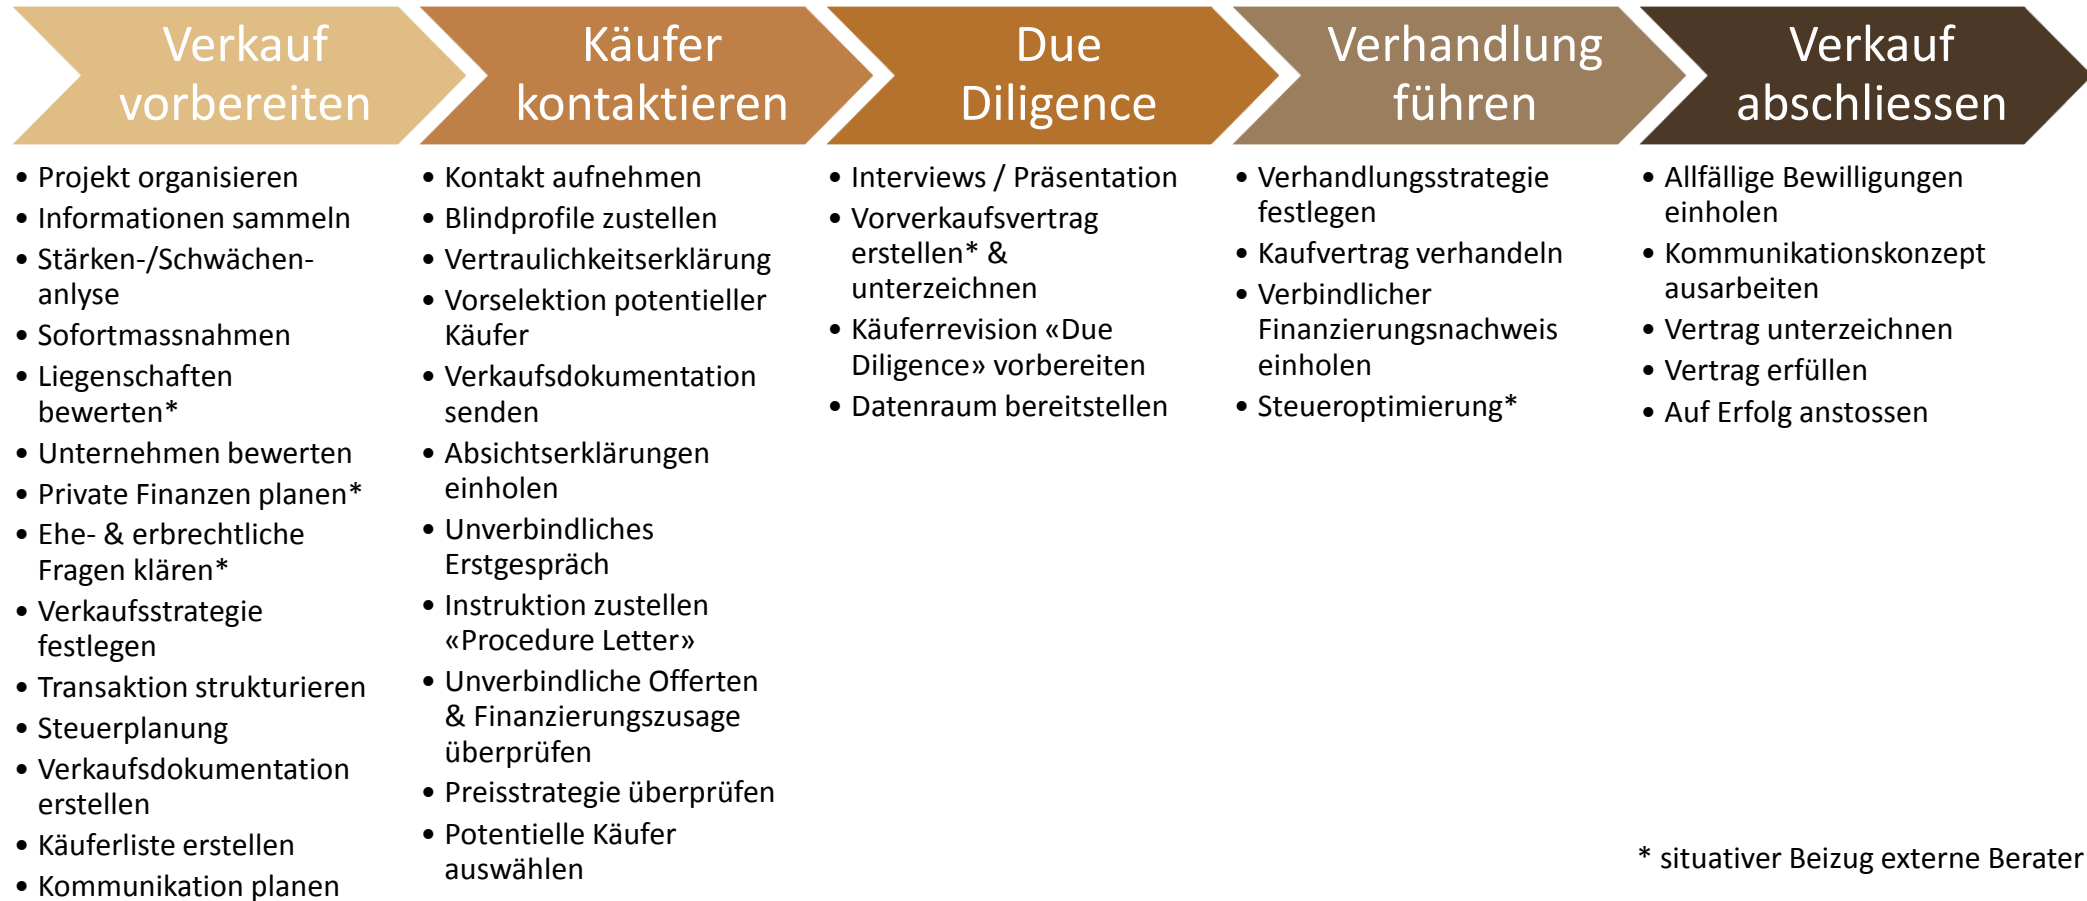 Verkauf
vorbereiten
Käufer
kontaktieren
Due
Diligence
Verhandlung
führen
Verkauf
abschliessen
• Projekt organisieren
• Informationen sammeln
• Stärken-/Schwächen-
anlyse
• Sofortmassnahmen
• Liegenschaften
bewerten*
• Unternehmen bewerten
• Private Finanzen planen*
• Ehe- & erbrechtliche
Fragen klären*
• Verkaufsstrategie
festlegen
• Transaktion strukturieren
• Steuerplanung
• Verkaufsdokumentation
erstellen
• Käuferliste erstellen
• Kommunikation planen
• Kontakt aufnehmen
• Blindprofile zustellen
• Vertraulichkeitserklärung
• Vorselektion potentieller
Käufer
• Verkaufsdokumentation
senden
• Absichtserklärungen
einholen
• Unverbindliches
Erstgespräch
• Instruktion zustellen
«Procedure Letter»
• Unverbindliche Offerten
& Finanzierungszusage
überprüfen
• Preisstrategie überprüfen
• Potentielle Käufer
auswählen
• Interviews / Präsentation
• Vorverkaufsvertrag
erstellen* &
unterzeichnen
• Käuferrevision «Due
Diligence» vorbereiten
• Datenraum bereitstellen
• Verhandlungsstrategie
festlegen
• Kaufvertrag verhandeln
• Verbindlicher
Finanzierungsnachweis
einholen
• Steueroptimierung*
• Allfällige Bewilligungen
einholen
• Kommunikationskonzept
ausarbeiten
• Vertrag unterzeichnen
• Vertrag erfüllen
• Auf Erfolg anstossen
* situativer Beizug externe Berater